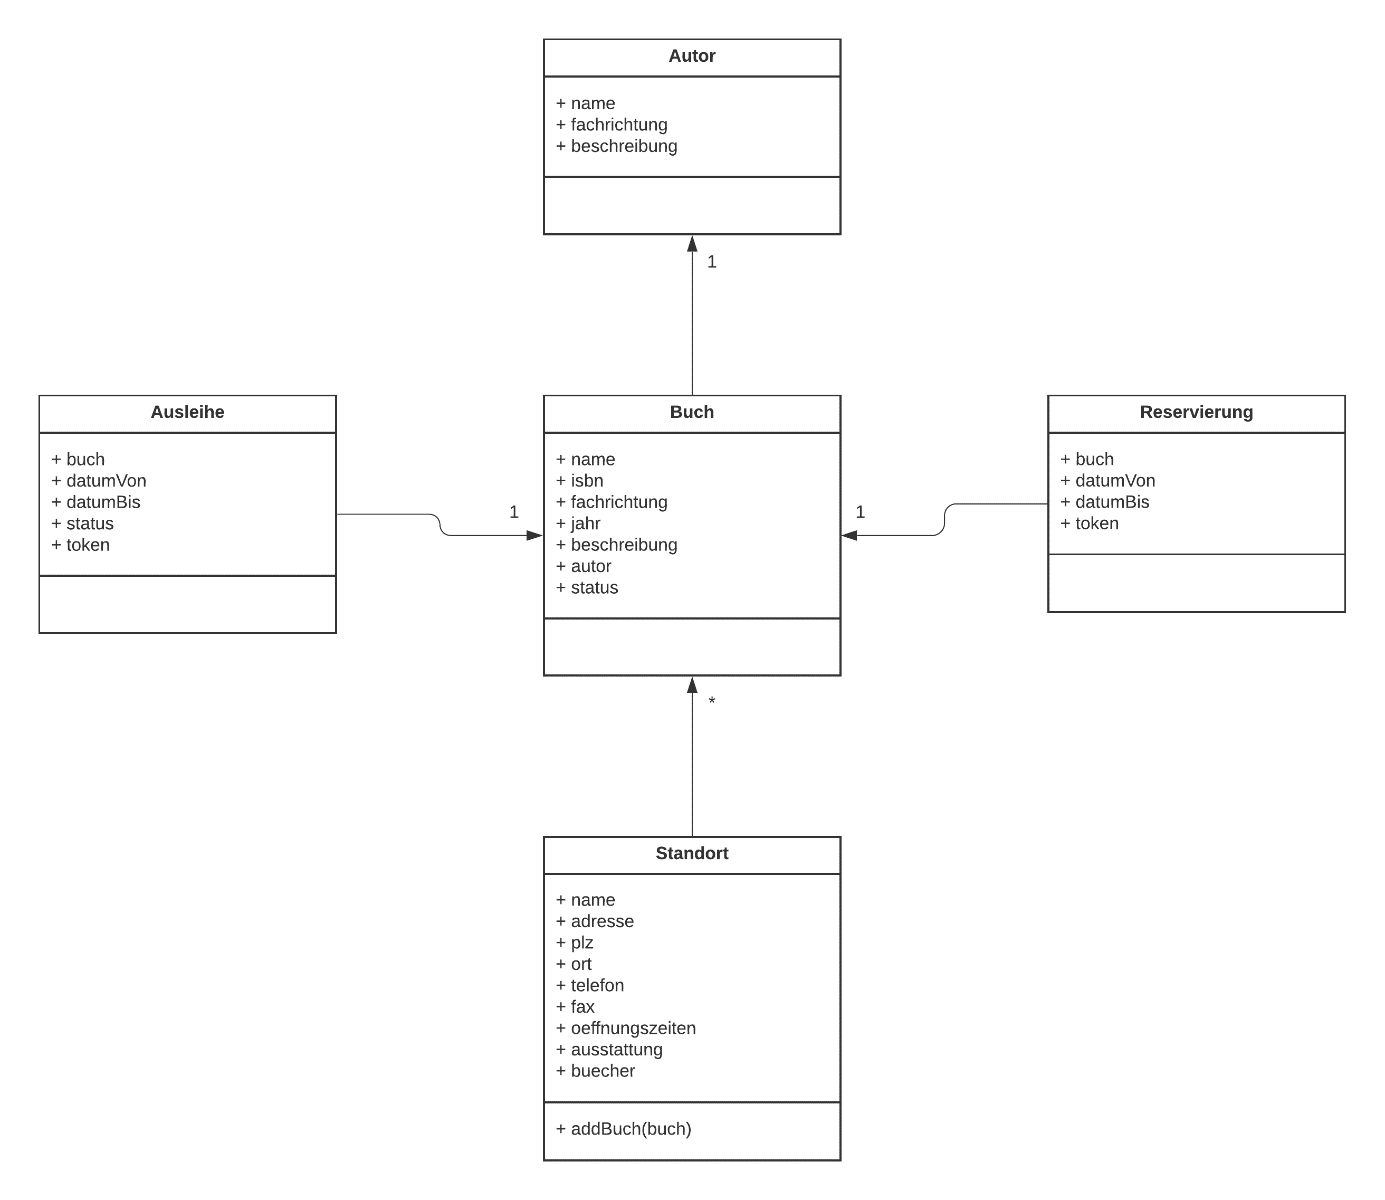 Autor
+ name
+ fachrichtung
+ beschreibung
1
Ausleihe
+ buch
+ datumVon
+ datumBis
+ status
+ token
1
Buch
+ name
+ isbn
+ fachrichtung
+ jahr
+ beschreibung
+ autor
+ status
1
Reservierung
+ buch
+ datumVon
+ datumBis
+ token
*
Standort
+ name
+ adresse
+ plz
+ ort
+ telefon
+ fax
+ oeffnungszeiten
+ ausstattung
+ buecher
+ addBuch(buch)